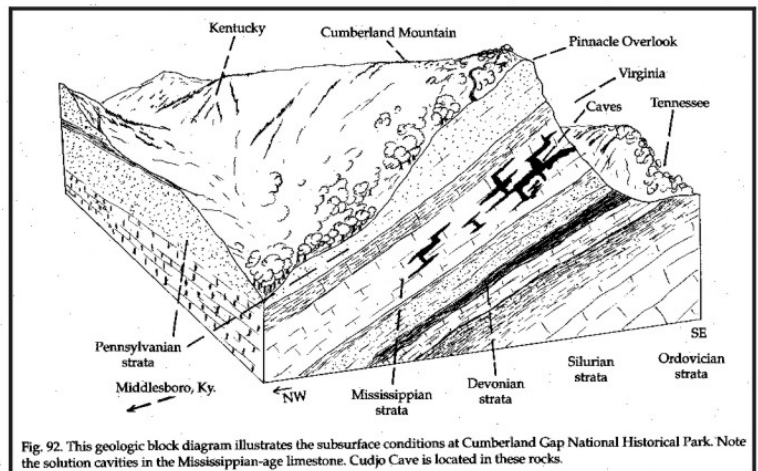 Kentucky
Cumberland Mountain
Pinnacle Overlook
Virginia
Caves
Tennessee
Pennsylvanian
strata
Middlesboro, Ky.
NW
Mississippian
strata
Devonian
strata
Silurian
strata
Ordovician
strata
SE
Fig. 92. This geologic block diagram illustrates the subsurface conditions at Cumberland Gap National Historical Park. Note
the solution cavities in the Mississippian-age limestone. Cudjo Cave is located in these rocks.